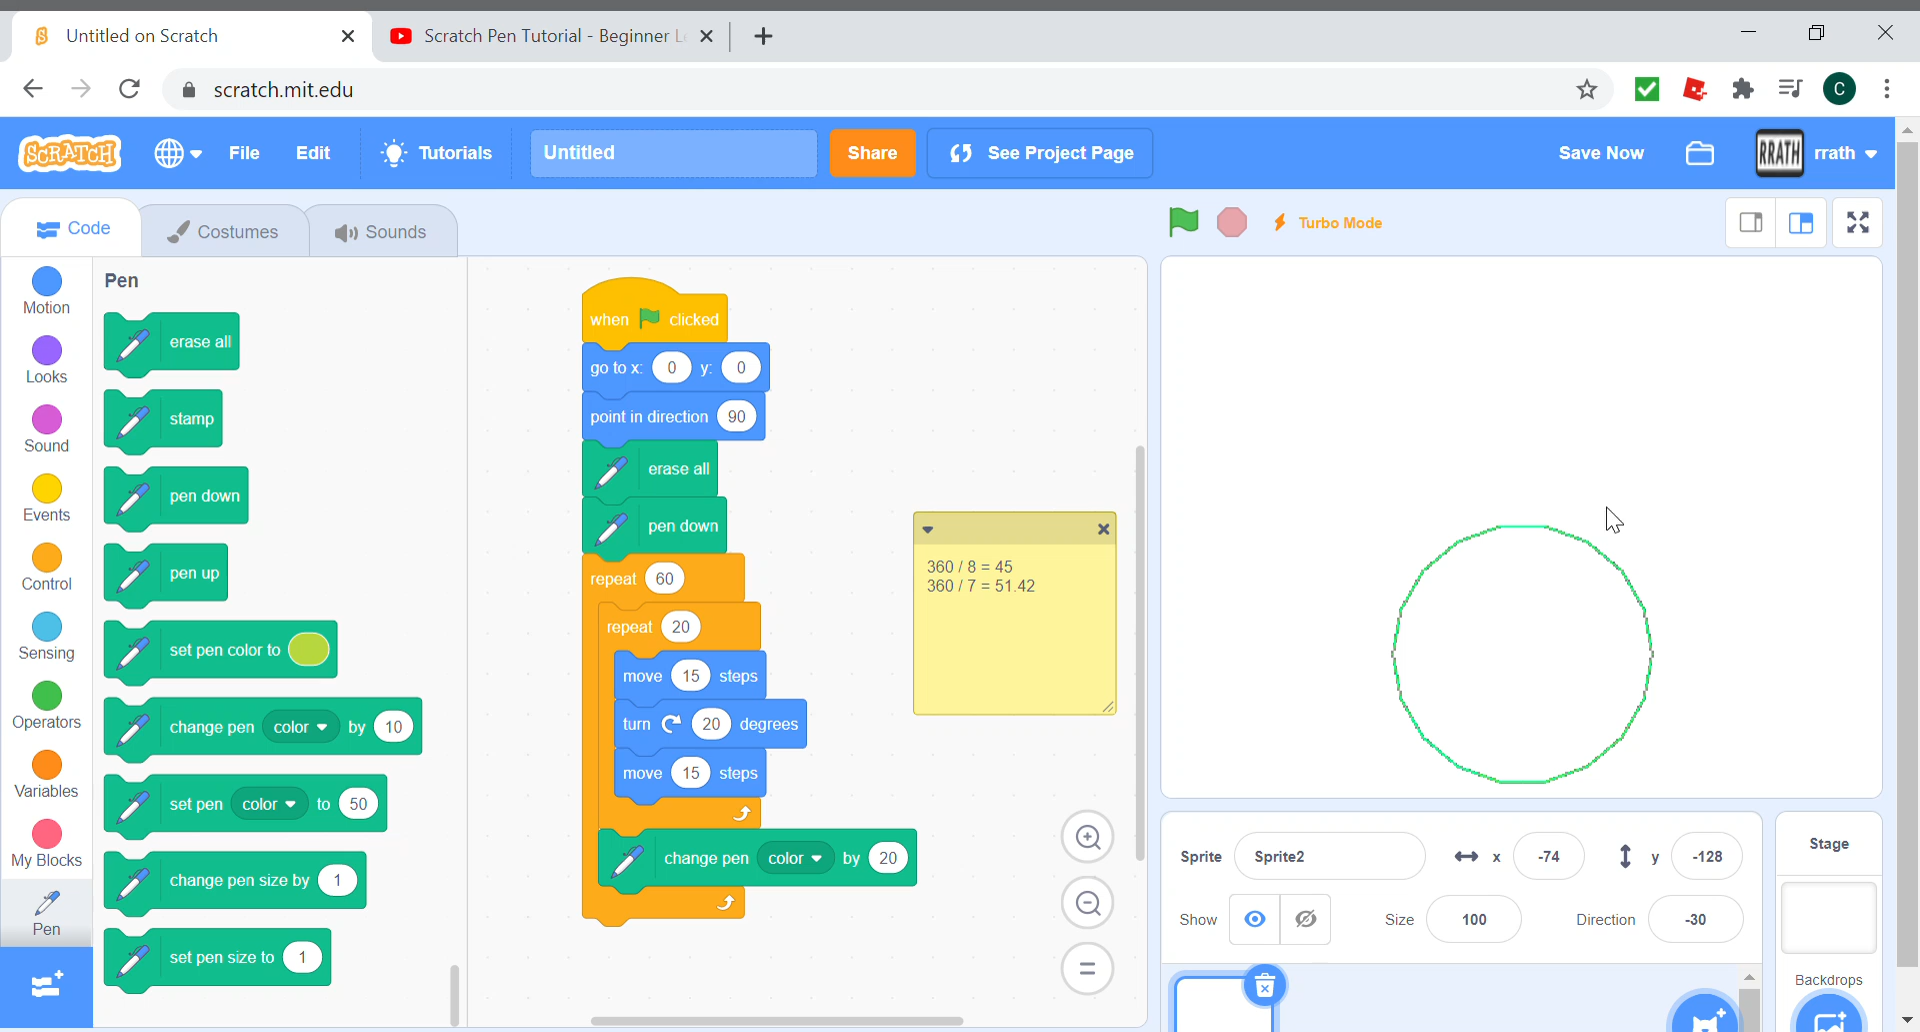 Untitled on Scratch
Scratch Pen Tutorial - Beginner L
scratch.mit.edu
C
SCRATCH
File
Edit
Tutorials
Untitled
Share
See Project Page
Save Now
RRATH
rrath
Code
Costumes
Sounds
Turbo Mode
Motion
Looks
Sound
Events
Control
Sensing
Operators
Variables
My Blocks
Pen
Pen
erase all
stamp
pen down
pen up
set pen color to
change pen color by 10
set pen color to 50
change pen size by 1
set pen size to 1
when clicked
go to x: 0 y: 0
point in direction 90
erase all
pen down
repeat 60
repeat 20
move 15 steps
turn 20 degrees
move 15 steps
change pen color by 20
360 / 8 = 45
360 / 7 = 51.42
Sprite Sprite2 x -74 y -128
Show Size 100 Direction -30
Stage
Backdrops